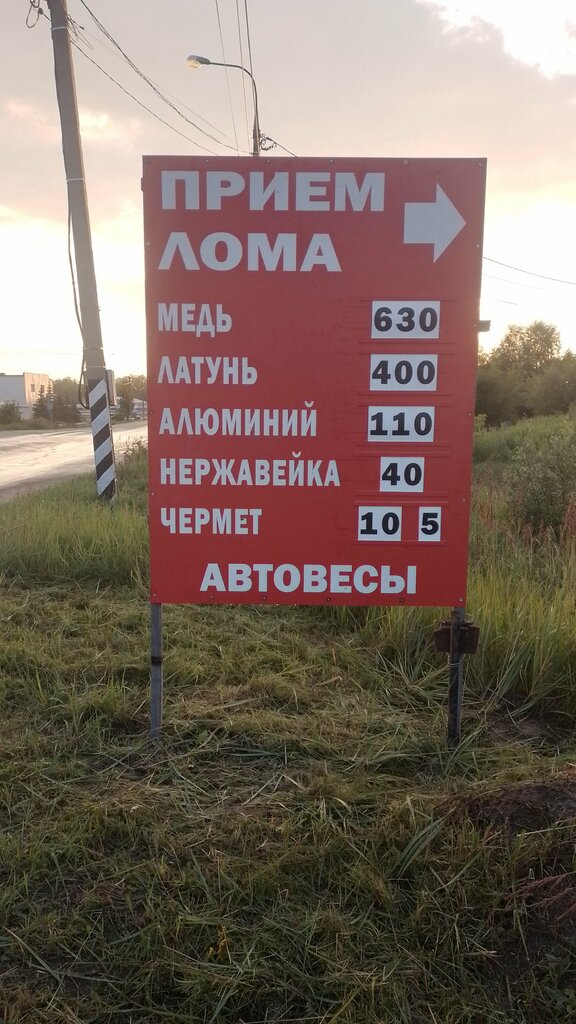 ПРИЕМ
ЛОМА
МЕДЬ 630
ЛАТУНЬ 400
АЛЮМИНИЙ 110
НЕРЖАВЕЙКА 40
ЧЕРМЕТ 10 5
АВТОВЕСЫ